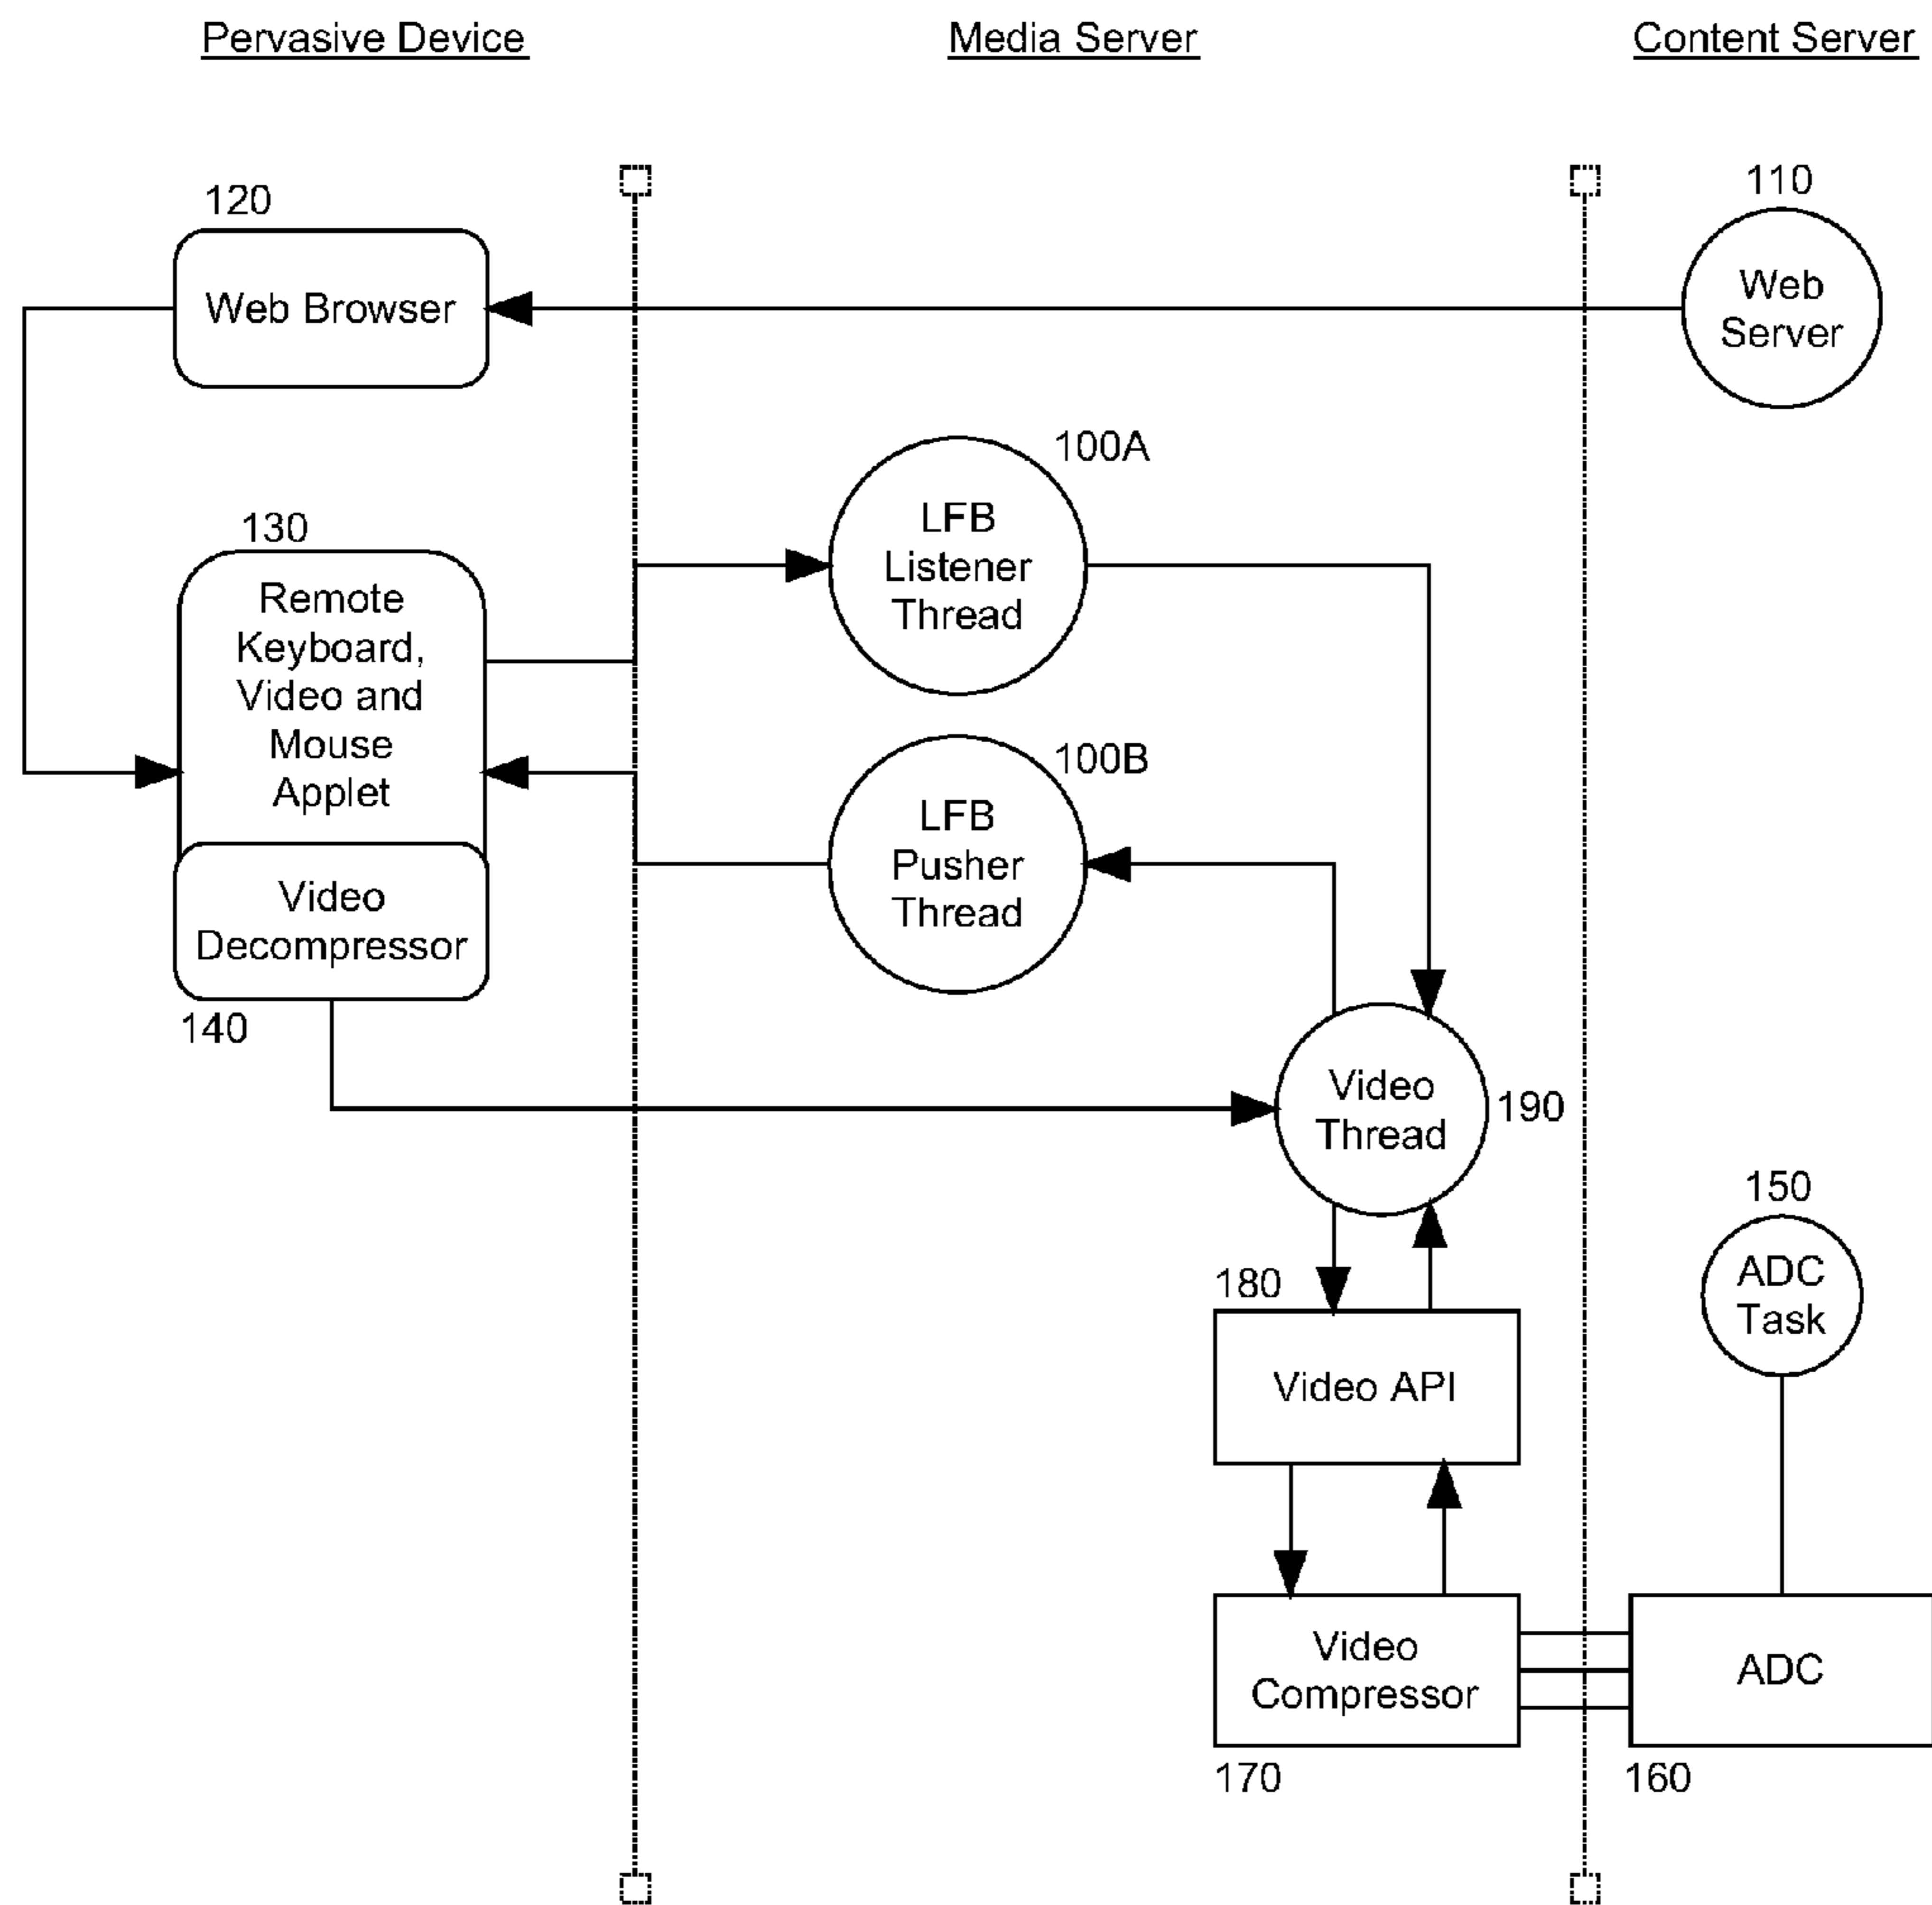 Pervasive Device
Media Server
Content Server
120
Web Browser
110
Web
Server
100A
LFB
Listener
Thread
130
Remote
Keyboard,
Video and
Mouse
Applet
100B
LFB
Pusher
Thread
Video
Decompressor
140
Video
Thread
190
150
ADC
Task
180
Video API
Video
Compressor
170
ADC
160